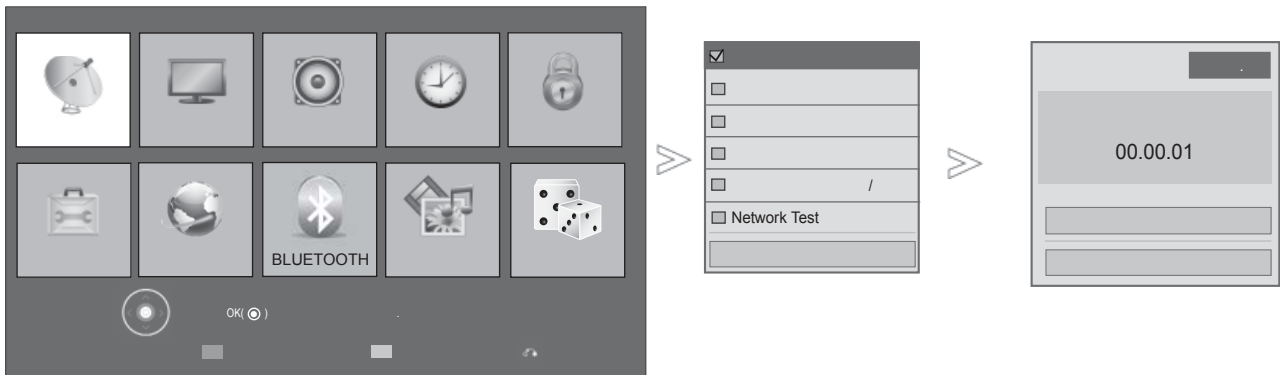 BLUETOOTH
OK(◉)
.
/
Network Test
.
00.00.01